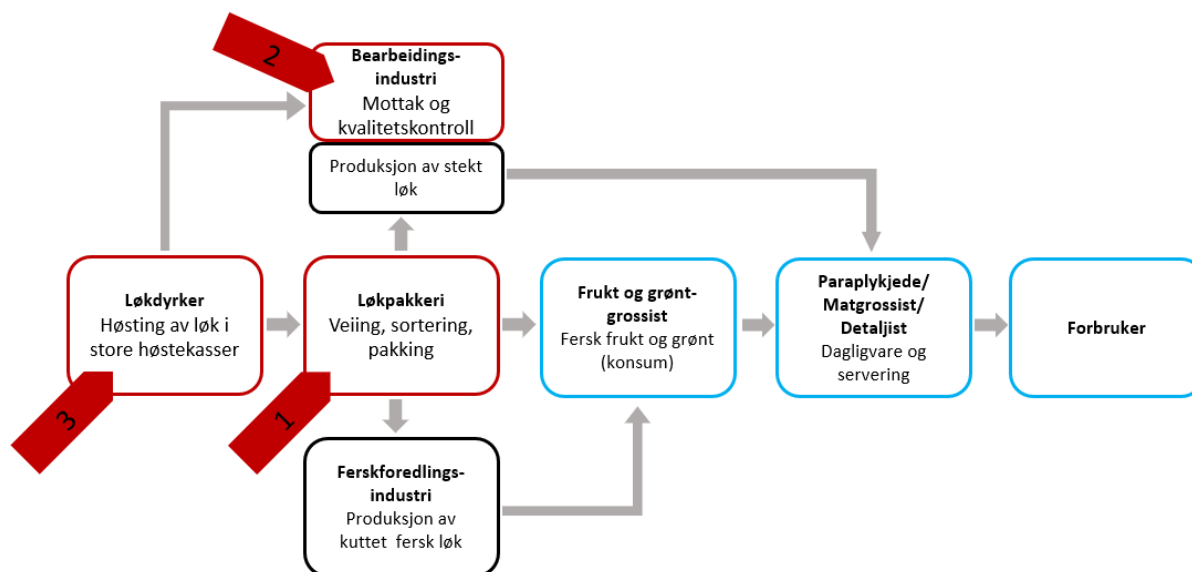 2
Bearbeidings-
industri
Mottak og
kvalitetskontroll
Produksjon av stekt
løk
Løkdyrker
Høsting av løk i
store høstekasser
3
Løkpakkeri
Veiing, sortering,
pakking
1
Frukt og grønt-
grossist
Fersk frukt og grønt
(konsum)
Paraplykjede/
Matgrossist/
Detaljist
Dagligvare og
servering
Forbruker
Ferskforedlings-
industri
Produksjon av
kuttet fersk løk